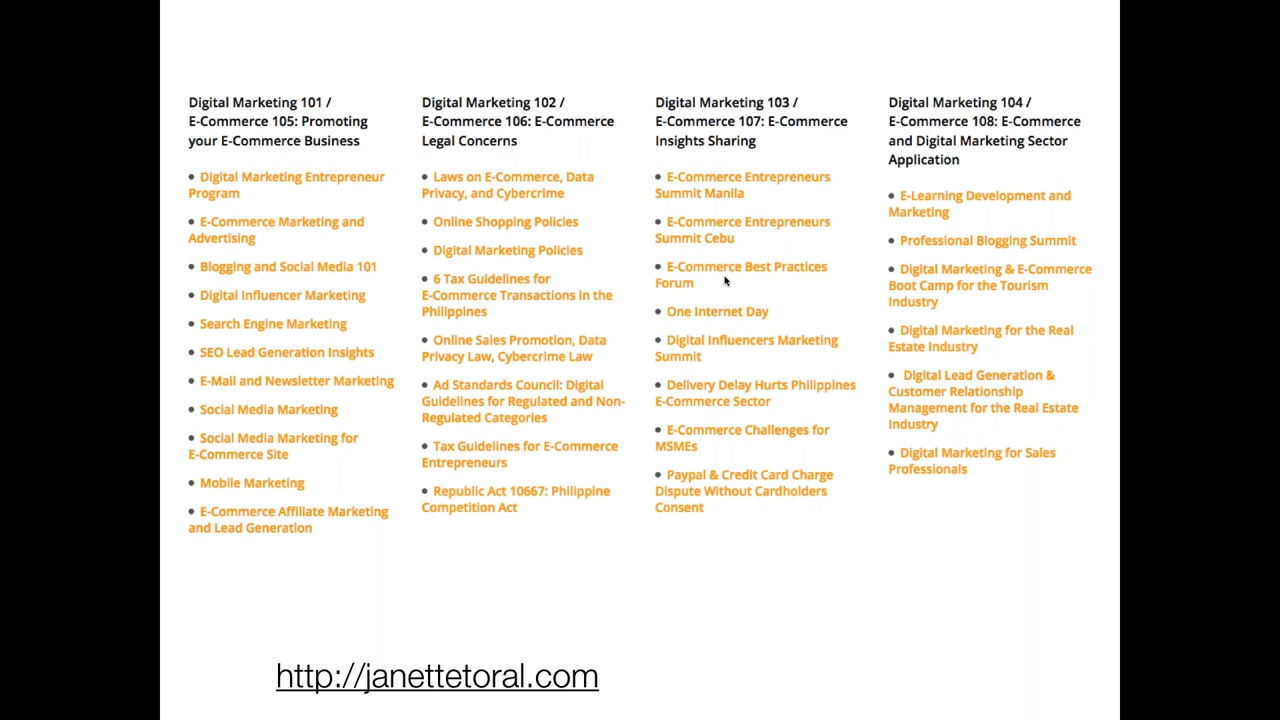 Digital Marketing 101 /
E-Commerce 105: Promoting
your E-Commerce Business
• Digital Marketing Entrepreneur
Program
• E-Commerce Marketing and
Advertising
• Blogging and Social Media 101
• Digital Influencer Marketing
• Search Engine Marketing
• SEO Lead Generation Insights
• E-Mail and Newsletter Marketing
• Social Media Marketing
• Social Media Marketing for
E-Commerce Site
• Mobile Marketing
• E-Commerce Affiliate Marketing
and Lead Generation
Digital Marketing 102 /
E-Commerce 106: E-Commerce
Legal Concerns
• Laws on E-Commerce, Data
Privacy, and Cybercrime
• Online Shopping Policies
• Digital Marketing Policies
• 6 Tax Guidelines for
E-Commerce Transactions in the
Philippines
• Online Sales Promotion, Data
Privacy Law, Cybercrime Law
• Ad Standards Council: Digital
Guidelines for Regulated and Non-
Regulated Categories
• Tax Guidelines for E-Commerce
Entrepreneurs
• Republic Act 10667: Philippine
Competition Act
Digital Marketing 103 /
E-Commerce 107: E-Commerce
Insights Sharing
• E-Commerce Entrepreneurs
Summit Manila
• E-Commerce Entrepreneurs
Summit Cebu
• E-Commerce Best Practices
Forum
• One Internet Day
• Digital Influencers Marketing
Summit
• Delivery Delay Hurts Philippines
E-Commerce Sector
• E-Commerce Challenges for
MSMEs
• Paypal & Credit Card Charge
Dispute Without Cardholders
Consent
Digital Marketing 104 /
E-Commerce 108: E-Commerce
and Digital Marketing Sector
Application
• E-Learning Development and
Marketing
• Professional Blogging Summit
• Digital Marketing & E-Commerce
Boot Camp for the Tourism
Industry
• Digital Marketing for the Real
Estate Industry
• Digital Lead Generation &
Customer Relationship
Management for the Real Estate
Industry
• Digital Marketing for Sales
Professionals
http://janettetoral.com